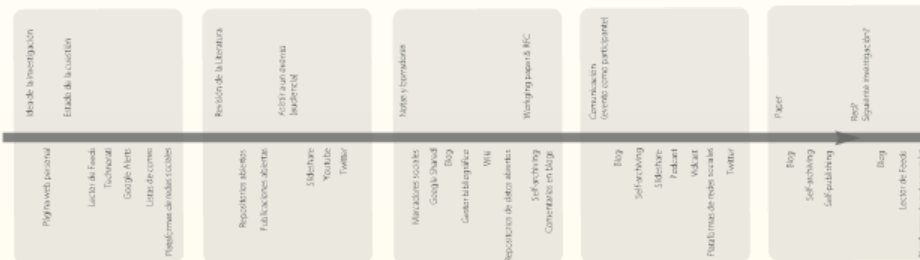 Idea de la investigación
Estado de la cuestión
Página web personal
Lector de Feeds
Technorati
Google Alerts
Listas de correo
Plataformas de redes sociales
Revisión de la Literatura
Asistir a un evento
(audiencia)
Repositorios abiertos
Publicaciones abiertas
Slideshare
Youtube
Twitter
Notas y borradores
Workging paper & RFC
Marcadores sociales
Google Shared
Blog
Gestor bibliográfico
Wiki
Repositorios de datos abiertos
Self-archiving
Comentarios en blogs
Comunicación
(evento como participante)
Blog
Self-archiving
Slideshare
Podcast
Vidcast
Plataformas de redes sociales
Twitter
Paper
Red?
Siguiente investigación?
Blog
Self-archiving
Self-publishing
Blog
Lector de Feeds